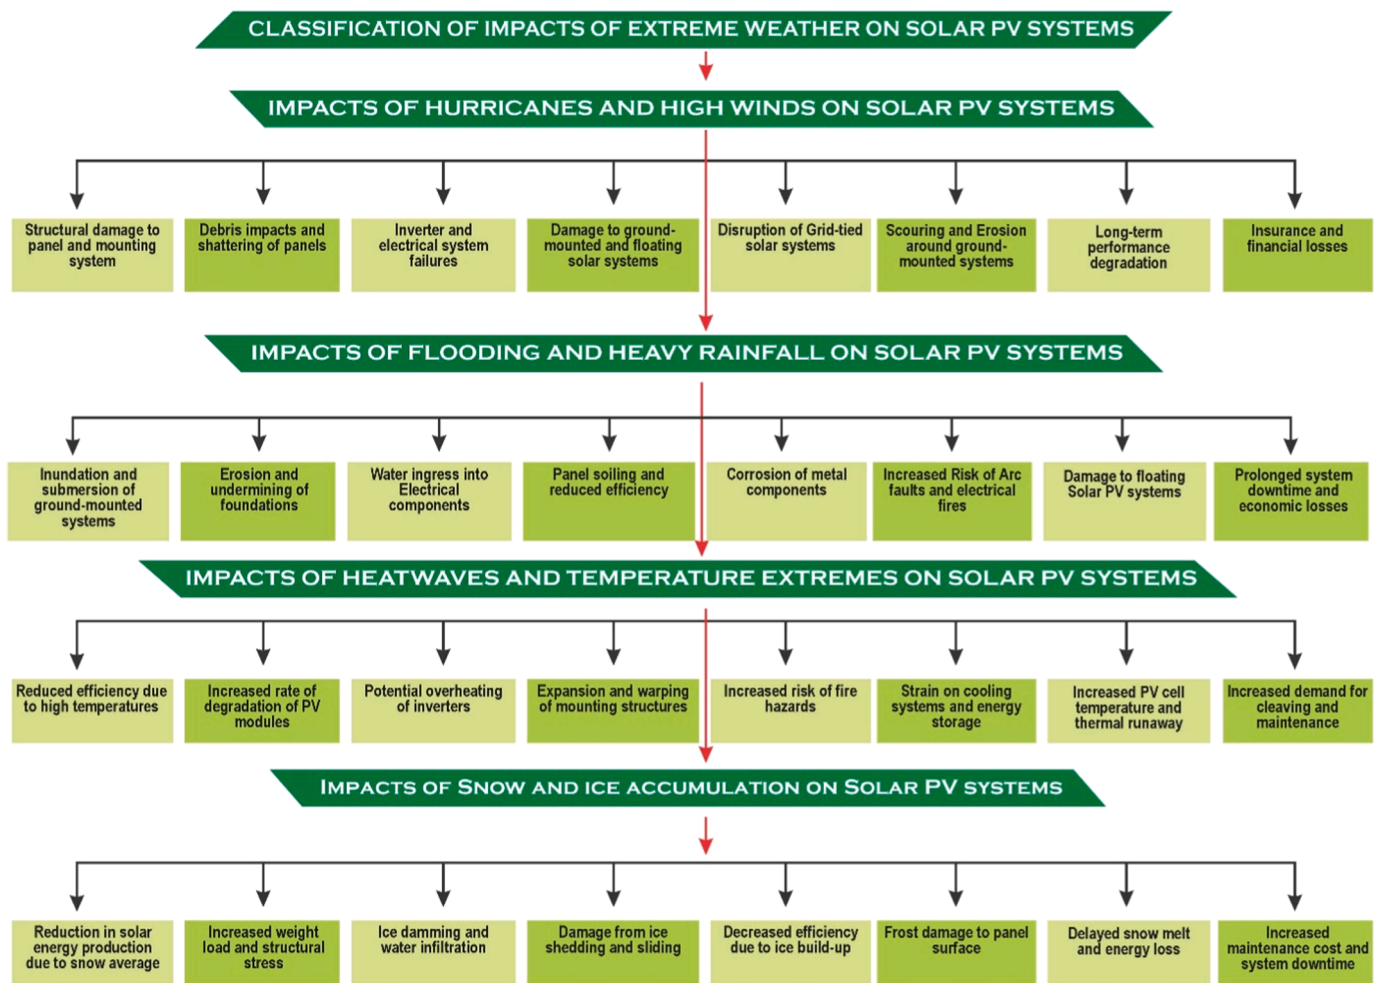 CLASSIFICATION OF IMPACTS OF EXTREME WEATHER ON SOLAR PV SYSTEMS
IMPACTS OF HURRICANES AND HIGH WINDS ON SOLAR PV SYSTEMS
Structural damage to
panel and mounting
system
Debris impacts and
shattering of panels
Inverter and
electrical system
failures
Damage to ground-
mounted and floating
solar systems
Disruption of Grid-tied
solar systems
Scouring and Erosion
around ground-
mounted systems
Long-term
performance
degradation
Insurance and
financial losses
IMPACTS OF FLOODING AND HEAVY RAINFALL ON SOLAR PV SYSTEMS
Inundation and
submersion of
ground-mounted
systems
Erosion and
undermining of
foundations
Water ingress into
Electrical
components
Panel soiling and
reduced efficiency
Corrosion of metal
components
Increased Risk of Arc
faults and electrical
fires
Damage to floating
Solar PV systems
Prolonged system
downtime and
economic losses
IMPACTS OF HEATWAVES AND TEMPERATURE EXTREMES ON SOLAR PV SYSTEMS
Reduced efficiency due
to high temperatures
Increased rate of
degradation of PV
modules
Potential overheating
of inverters
Expansion and warping
of mounting structures
Increased risk of fire
hazards
Strain on cooling
systems and energy
storage
Increased PV cell
temperature and
thermal runaway
Increased demand for
cleaving and
maintenance
IMPACTS OF SNOW AND ICE ACCUMULATION ON SOLAR PV SYSTEMS
Reduction in solar
energy production
due to snow average
Increased weight
load and structural
stress
Ice damming and
water infiltration
Damage from ice
shedding and sliding
Decreased efficiency
due to ice build-up
Frost damage to panel
surface
Delayed snow melt
and energy loss
Increased
maintenance cost and
system downtime